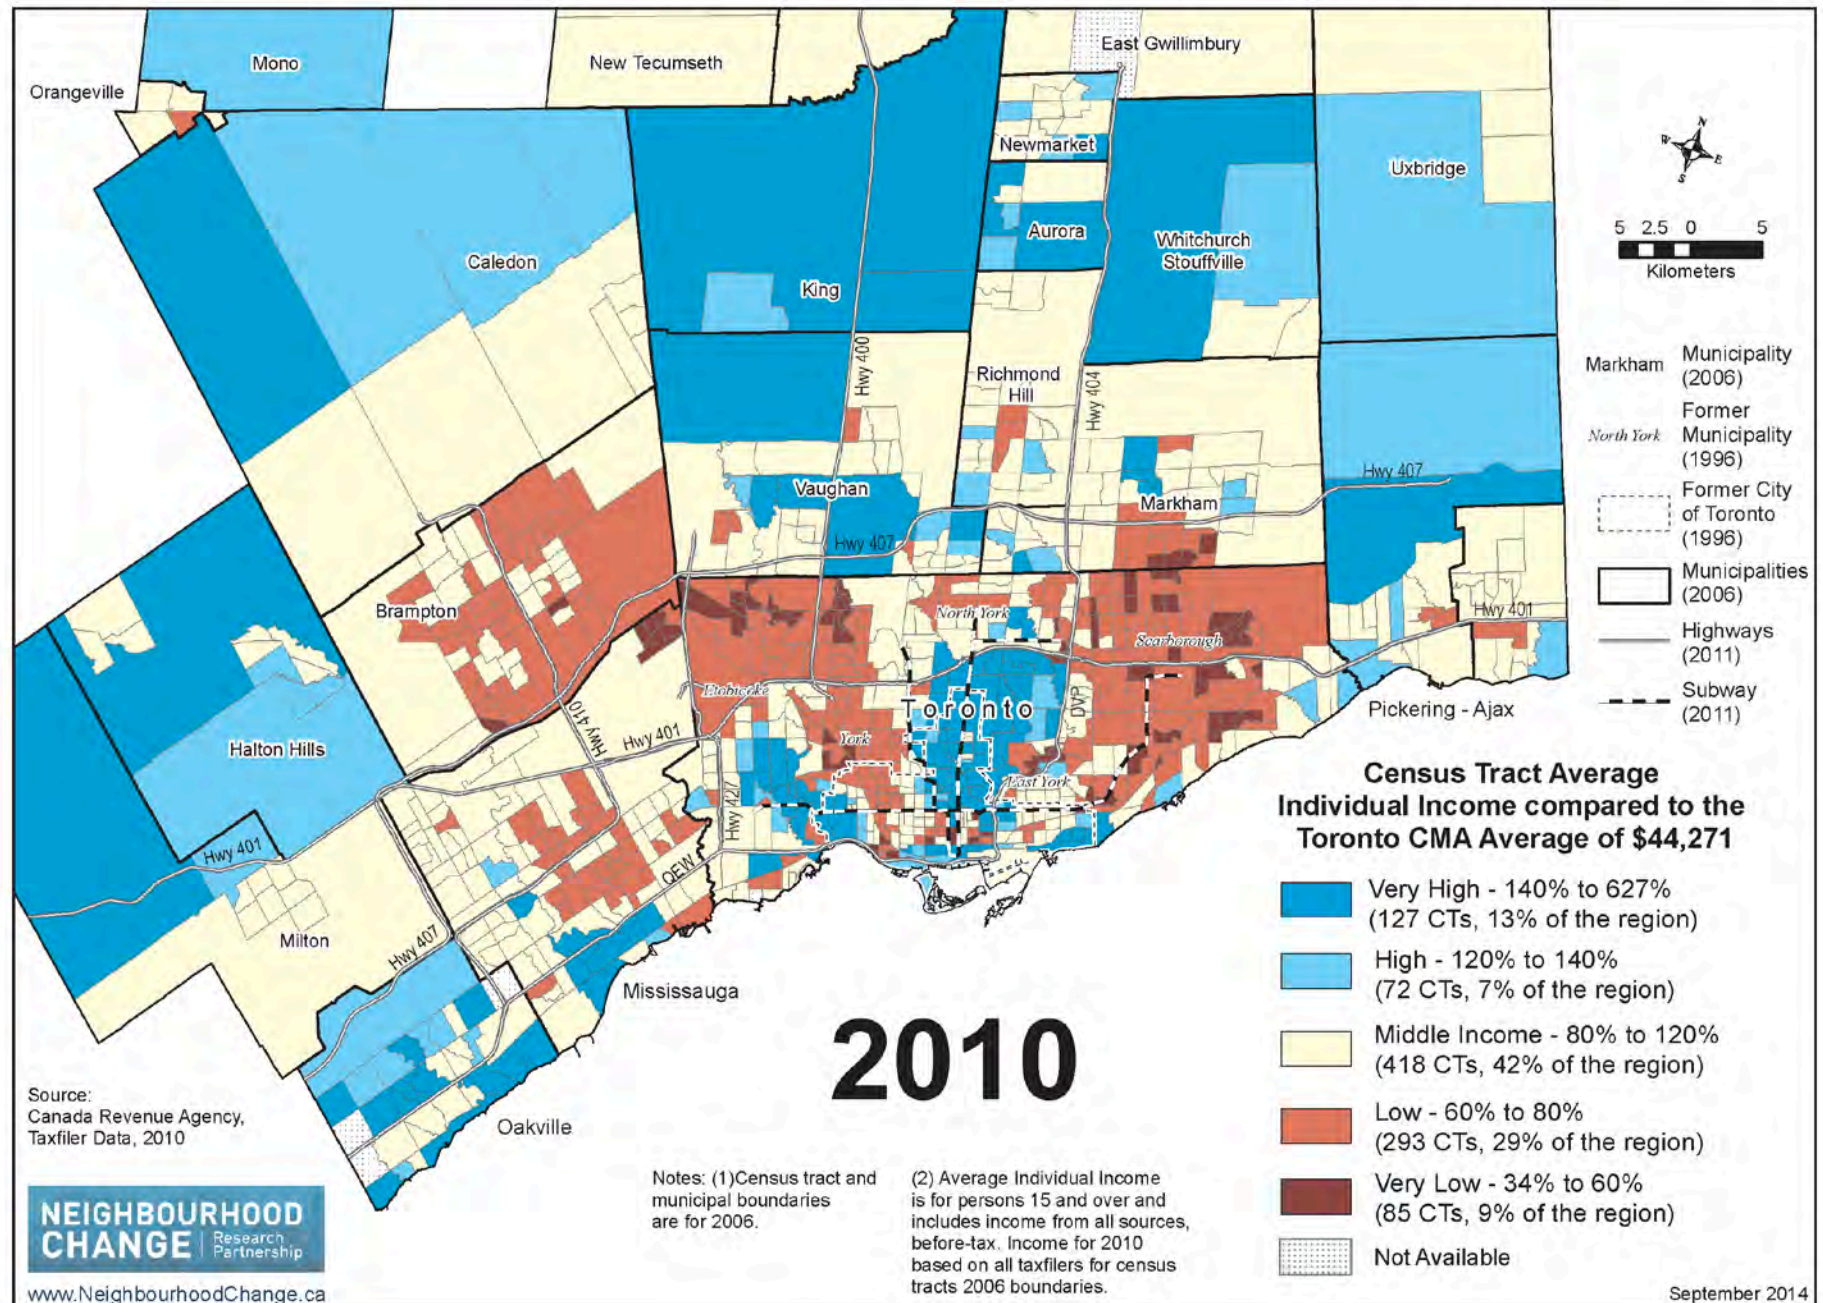 Mono
Orangeville
New Tecumseth
East Gwillimbury
Newmarket
Uxbridge
N
W
E
S
Aurora
Whitchurch
Stouffville
Caledon
King
5 2.5 0 5
Kilometers
Hwy 400
Richmond
Hill
Hwy 404
Markham
Municipality
(2006)
North York
Former
Municipality
(1996)
Former City
of Toronto
(1996)
Municipalities
(2006)
Highways
(2011)
Subway
(2011)
Vaughan
Markham
Hwy 407
Hwy 407
Brampton
North York
Scarborough
Hwy 401
Etobicoke
Toronto
DVP
Pickering - Ajax
Halton Hills
Hwy 410
Hwy 401
York
East York
Hwy 427
Hwy 401
QEW
Milton
Hwy 407
Mississauga
Oakville
Census Tract Average
Individual Income compared to the
Toronto CMA Average of $44,271
Very High - 140% to 627%
(127 CTs, 13% of the region)
High - 120% to 140%
(72 CTs, 7% of the region)
Middle Income - 80% to 120%
(418 CTs, 42% of the region)
Low - 60% to 80%
(293 CTs, 29% of the region)
Very Low - 34% to 60%
(85 CTs, 9% of the region)
Not Available
2010
Source:
Canada Revenue Agency,
Taxfiler Data, 2010
Notes: (1)Census tract and
municipal boundaries
are for 2006.
(2) Average Individual Income
is for persons 15 and over and
includes income from all sources,
before-tax. Income for 2010
based on all taxfilers for census
tracts 2006 boundaries.
NEIGHBOURHOOD
CHANGE
Research
Partnership
www.NeighbourhoodChange.ca
September 2014